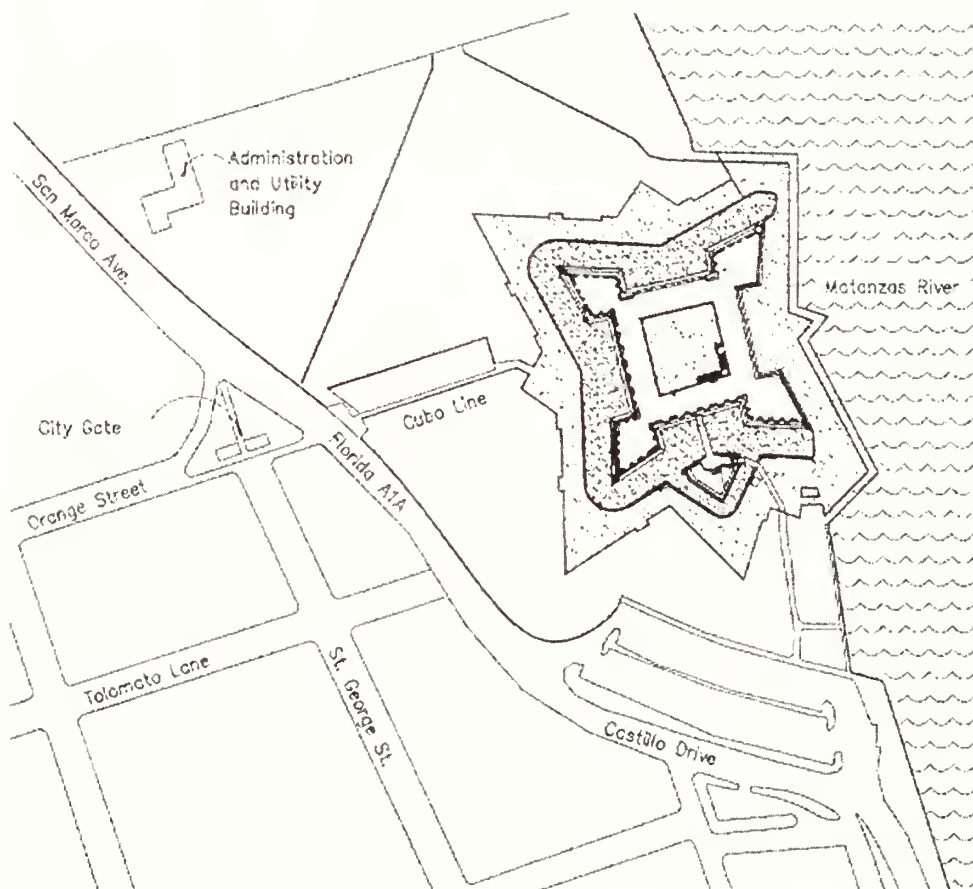 Administration
and Utility
Building
San Marco Ave.
Matanzas River
City Gate
Cubo Line
Florida A1A
Orange Street
Tolomato Lane
St. George St.
Castillo Drive